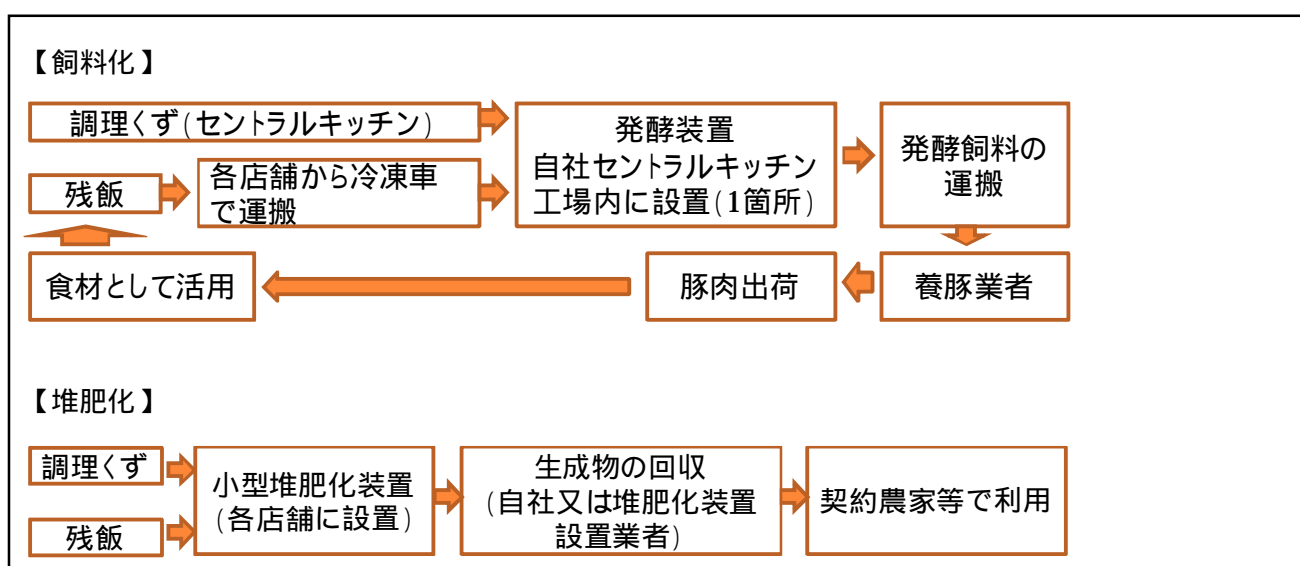 【飼料化】
調理くず(セントラルキッチン)
発酵装置
自社セントラルキッチン
工場内に設置(1箇所)
発酵飼料の
運搬
残飯
各店舗から冷凍車
で運搬
食材として活用
豚肉出荷
養豚業者
【堆肥化】
調理くず
残飯
小型堆肥化装置
(各店舗に設置)
生成物の回収
(自社又は堆肥化装置
設置業者)
契約農家等で利用